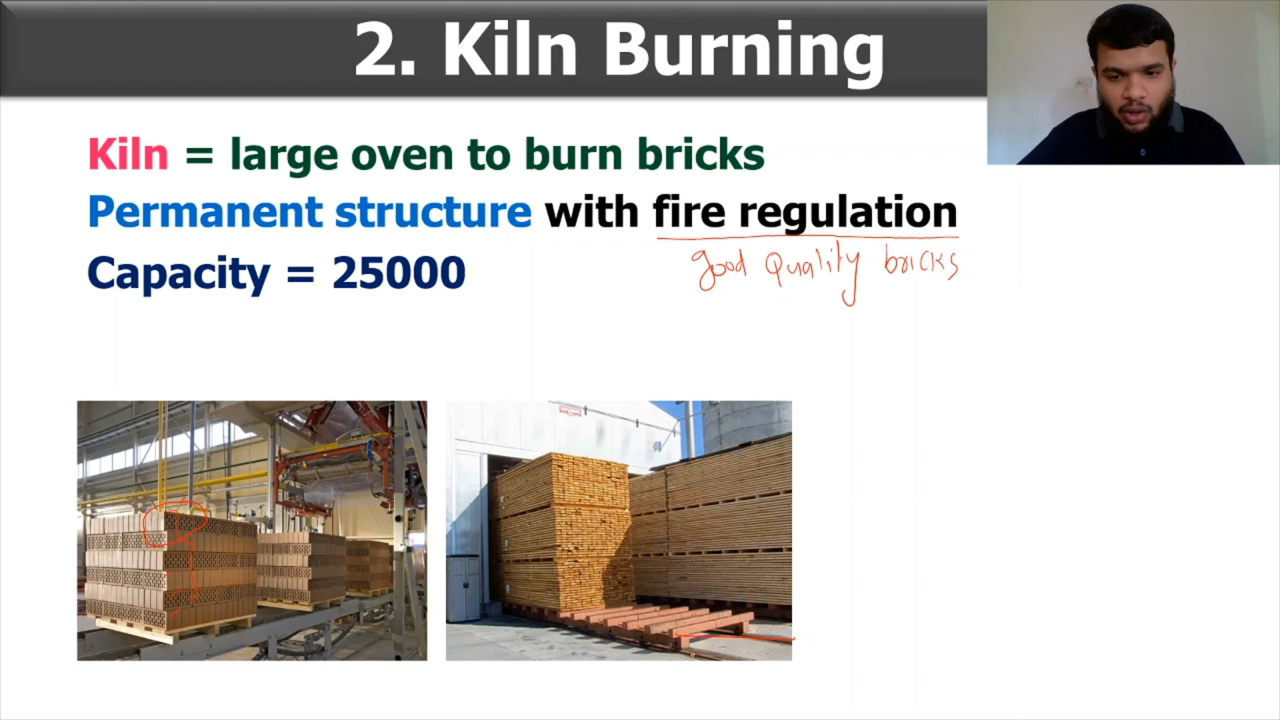 2. Kiln Burning
Kiln = large oven to burn bricks
Permanent structure with fire regulation
good Quality bricks
Capacity = 25000